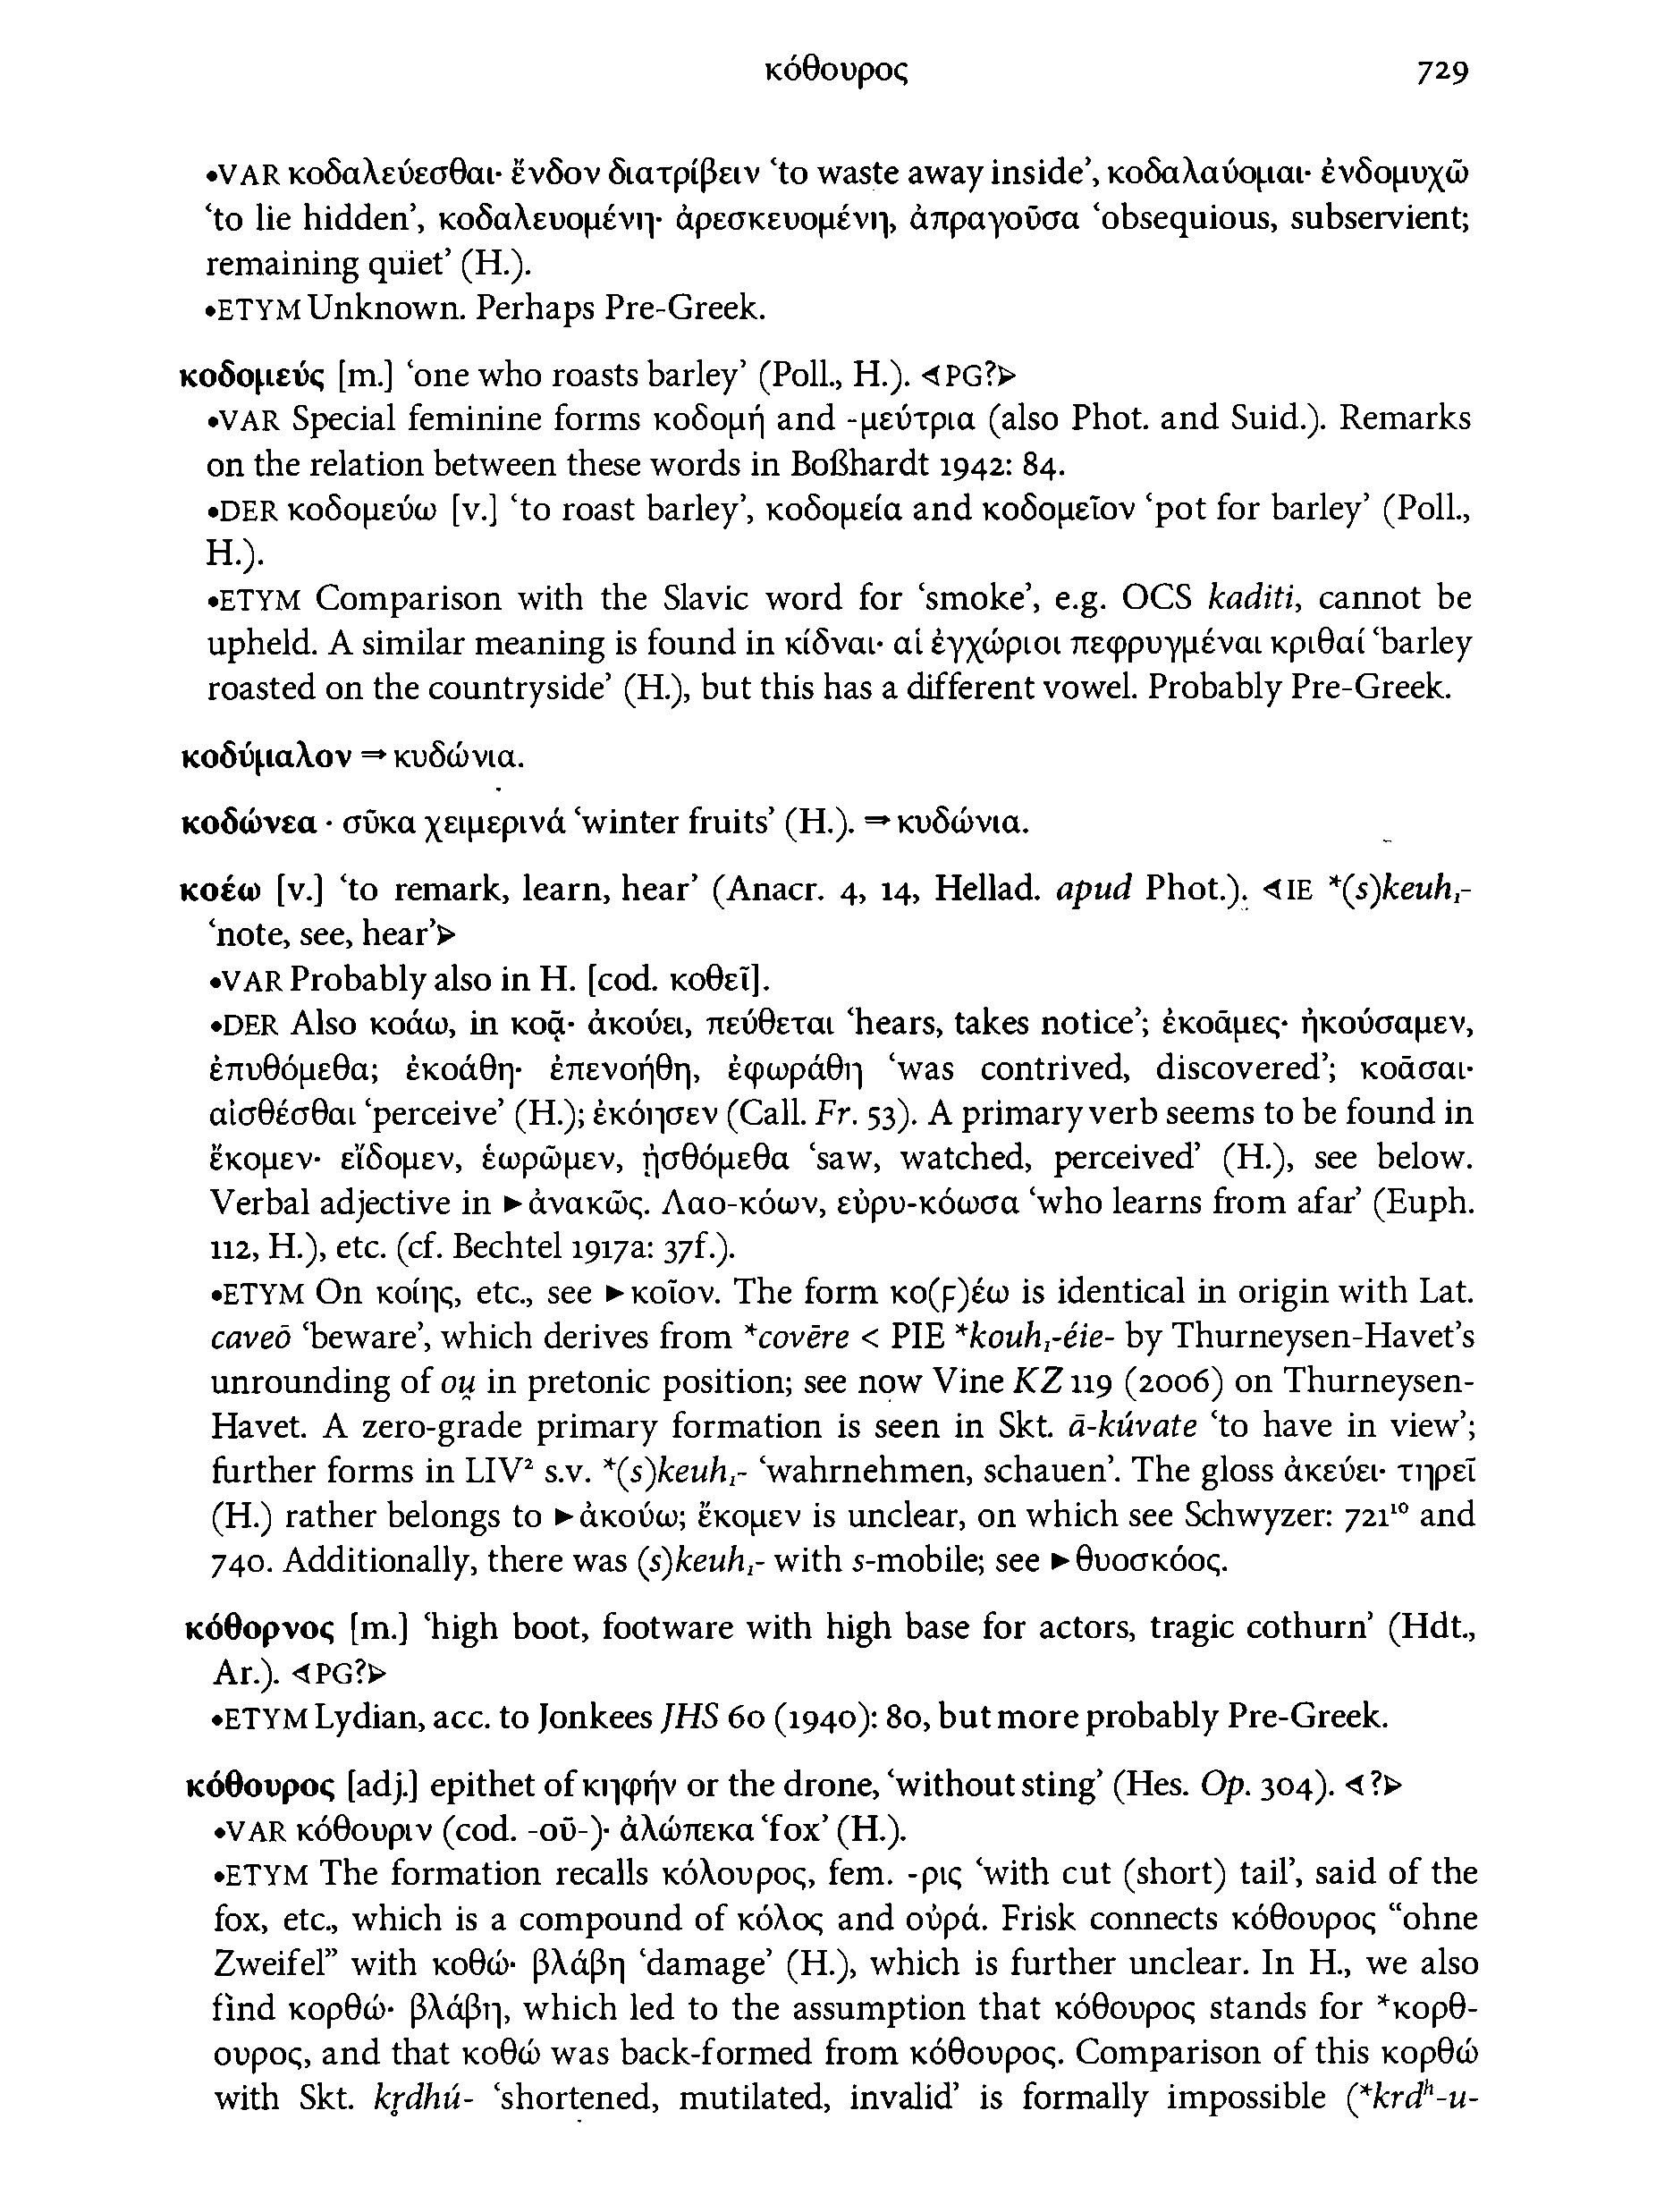 κόθουρος 729
•VAR κοδαλεύεσθαι· ἔνδον διατρίβειν ‘to waste away inside’, κοδαλαύομαι· ἐνδομυχῶ
‘to lie hidden’, κοδαλευομένη· ἀρεσκευομένη, ἀπραγοῦσα ‘obsequious, subservient;
remaining quiet’ (H.).
•ETYM Unknown. Perhaps Pre-Greek.
κοδομεύς [m.] ‘one who roasts barley’ (Poll., H.). ⊲PG?⊳
•VAR Special feminine forms κοδομή and -μεύτρια (also Phot. and Suid.). Remarks
on the relation between these words in Boßhardt 1942: 84.
•DER κοδομεύω [v.] ‘to roast barley’, κοδομεία and κοδομεῖον ‘pot for barley’ (Poll.,
H.).
•ETYM Comparison with the Slavic word for ‘smoke’, e.g. OCS kaditi, cannot be
upheld. A similar meaning is found in κίδναι· αἱ ἐγχώριοι πεφρυγμέναι κριθαί ‘barley
roasted on the countryside’ (H.), but this has a different vowel. Probably Pre-Greek.
κοδύμαλον ⇒ κυδώνια.
κοδώνεα · σῦκα χειμερινά ‘winter fruits’ (H.). ⇒ κυδώνια.
κοέω [v.] ‘to remark, learn, hear’ (Anacr. 4, 14, Hellad. apud Phot.). ⊲IE *(s)keuh₁-
‘note, see, hear’⊳
•VAR Probably also in H. [cod. κοθεῖ].
•DER Also κοάω, in κοᾷ· ἀκούει, πεύθεται ‘hears, takes notice’; ἐκοᾶμες· ἠκούσαμεν,
ἐπυθόμεθα; ἐκοάθη· ἐπενοήθη, ἐφωράθη ‘was contrived, discovered’; κοᾶσαι·
αἰσθέσθαι ‘perceive’ (H.); ἐκόησεν (Call. Fr. 53). A primary verb seems to be found in
ἔκομεν· εἴδομεν, ἑωρῶμεν, ᾐσθόμεθα ‘saw, watched, perceived’ (H.), see below.
Verbal adjective in ►ἀνακῶς. Λαο-κόων, εὐρυ-κόωσα ‘who learns from afar’ (Euph.
112, H.), etc. (cf. Bechtel 1917a: 37f.).
•ETYM On κοίης, etc., see ►κοῖον. The form κο(ϝ)έω is identical in origin with Lat.
caveō ‘beware’, which derives from *covēre < PIE *kouh₁-éie- by Thurneysen-Havet’s
unrounding of ou̯ in pretonic position; see now Vine KZ 119 (2006) on Thurneysen-
Havet. A zero-grade primary formation is seen in Skt. ā-kúvate ‘to have in view’;
further forms in LIV² s.v. *(s)keuh₁- ‘wahrnehmen, schauen’. The gloss ἀκεύει· τηρεῖ
(H.) rather belongs to ►ἀκούω; ἔκομεν is unclear, on which see Schwyzer: 721¹⁰ and
740. Additionally, there was (s)keuh₁- with s-mobile; see ►θυοσκόος.
κόθορνος [m.] ‘high boot, footware with high base for actors, tragic cothurn’ (Hdt.,
Ar.). ⊲PG?⊳
•ETYM Lydian, acc. to Jonkees JHS 60 (1940): 80, but more probably Pre-Greek.
κόθουρος [adj.] epithet of κηφήν or the drone, ‘without sting’ (Hes. Op. 304). ⊲?⊳
•VAR κόθουριν (cod. -οῦ-)· ἀλώπεκα ‘fox’ (H.).
•ETYM The formation recalls κόλουρος, fem. -ρις ‘with cut (short) tail’, said of the
fox, etc., which is a compound of κόλος and οὐρά. Frisk connects κόθουρος “ohne
Zweifel” with κοθώ· βλάβη ‘damage’ (H.), which is further unclear. In H., we also
find κορθώ· βλάβη, which led to the assumption that κόθουρος stands for *κορθ-
ουρος, and that κοθώ was back-formed from κόθουρος. Comparison of this κορθώ
with Skt. kr̥dhú- ‘shortened, mutilated, invalid’ is formally impossible (*krdʰ-u-